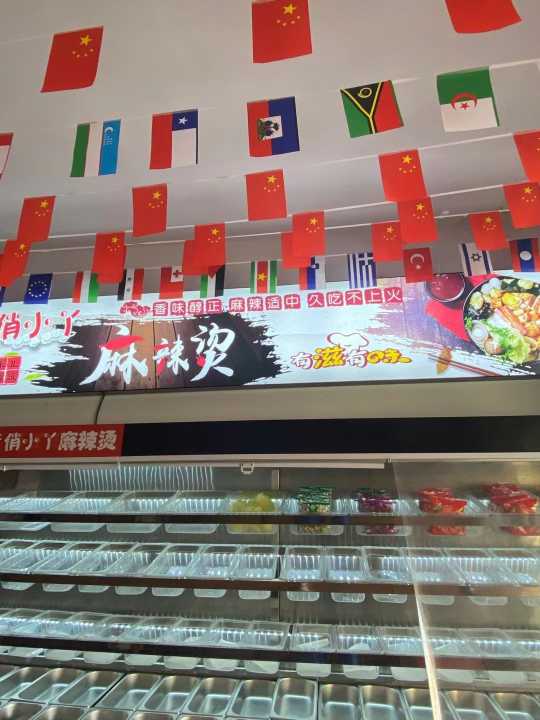 香味醇正 麻辣适中 久吃不上火
俏小丫
麻辣烫
有滋有味
俏小丫麻辣烫